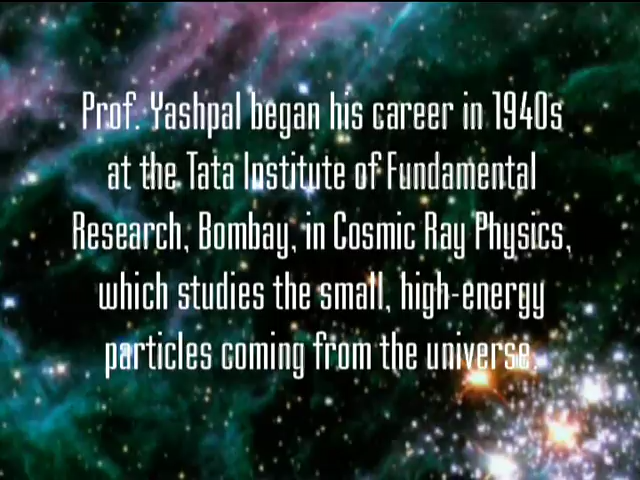 Prof. Yashpal began his career in 1940s
at the Tata Institute of Fundamental
Research, Bombay, in Cosmic Ray Physics,
which studies the small, high-energy
particles coming from the universe.